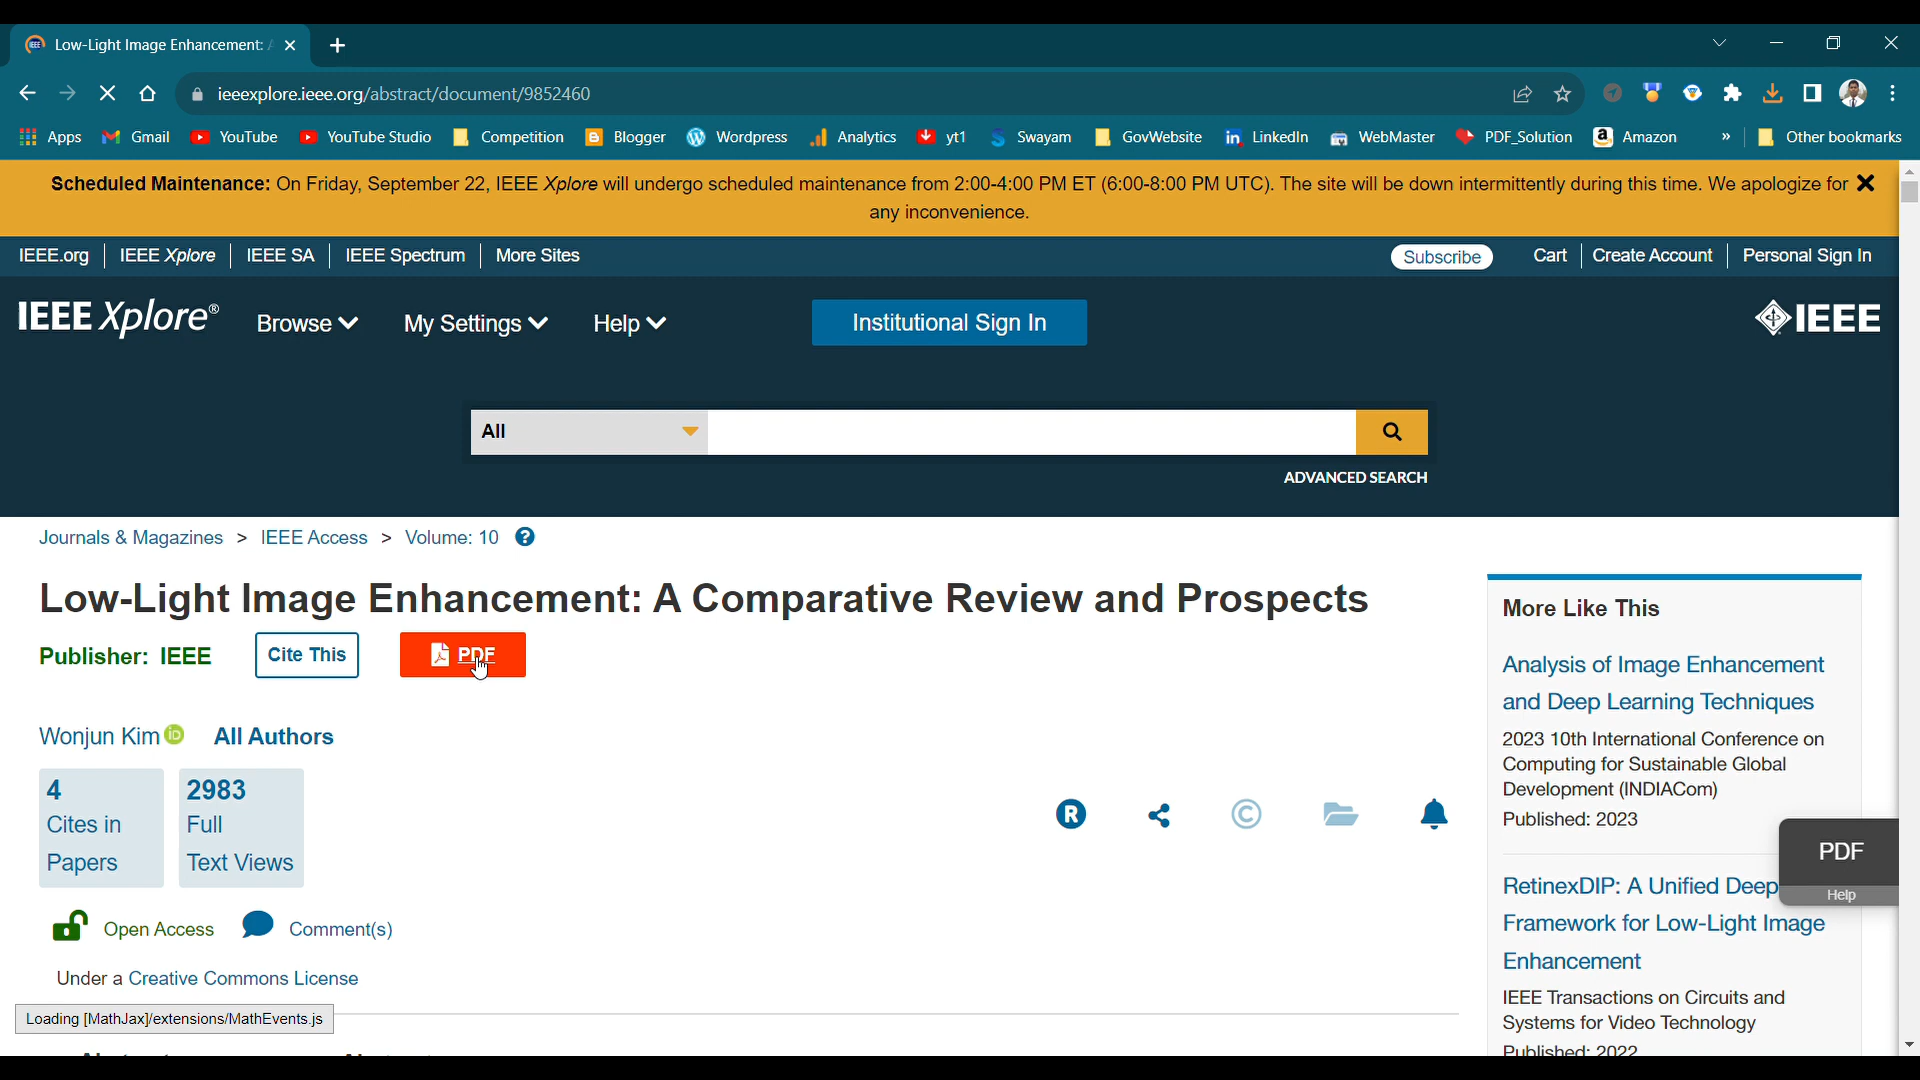 Low-Light Image Enhancement:
ieeexplore.ieee.org/abstract/document/9852460
Apps Gmail YouTube YouTube Studio Competition Blogger Wordpress Analytics yt1 Swayam GovWebsite LinkedIn WebMaster PDF_Solution Amazon » Other bookmarks
Scheduled Maintenance: On Friday, September 22, IEEE Xplore will undergo scheduled maintenance from 2:00-4:00 PM ET (6:00-8:00 PM UTC). The site will be down intermittently during this time. We apologize for
any inconvenience.
IEEE.org IEEE Xplore IEEE SA IEEE Spectrum More Sites Subscribe Cart Create Account Personal Sign In
IEEE Xplore® Browse My Settings Help Institutional Sign In IEEE
All
ADVANCED SEARCH
Journals & Magazines > IEEE Access > Volume: 10 ?
Low-Light Image Enhancement: A Comparative Review and Prospects
Publisher: IEEE Cite This PDF
Wonjun Kim iD All Authors
4
Cites in
Papers
2983
Full
Text Views
R ©
Open Access Comment(s)
Under a Creative Commons License
Loading [MathJax]/extensions/MathEvents.js
More Like This
Analysis of Image Enhancement
and Deep Learning Techniques
2023 10th International Conference on
Computing for Sustainable Global
Development (INDIACom)
Published: 2023
RetinexDIP: A Unified Deep
Framework for Low-Light Image
Enhancement
IEEE Transactions on Circuits and
Systems for Video Technology
Published: 2022
PDF
Help